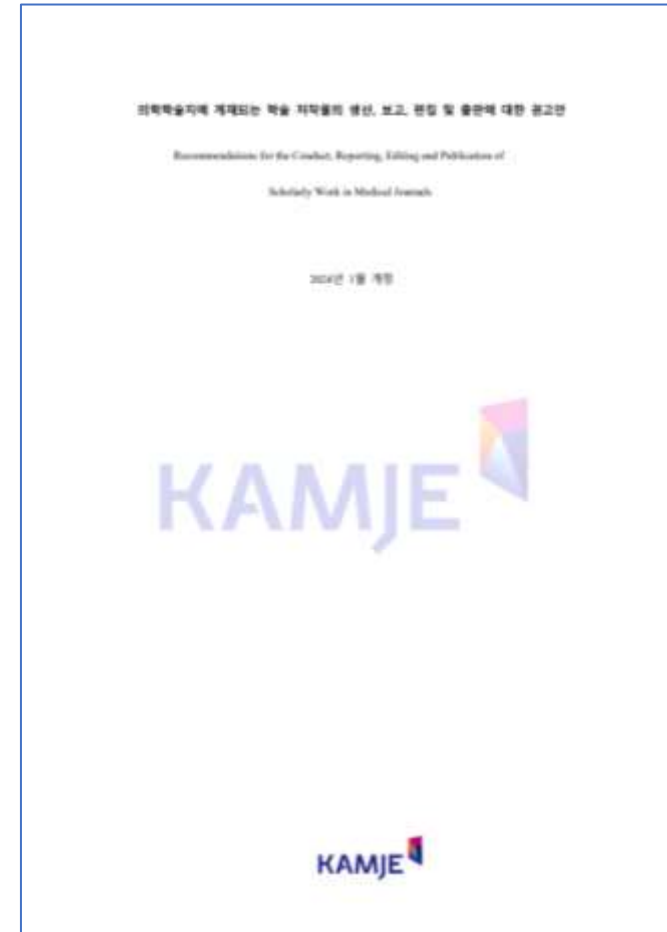 의학학술지에 게재되는 학술 저작물의 생산, 보고, 편집 및 출판에 대한 권고안
Recommendations for the Conduct, Reporting, Editing and Publication of
Scholarly Work in Medical Journals
2024년 1월 개정
KAMJE
KAMJE